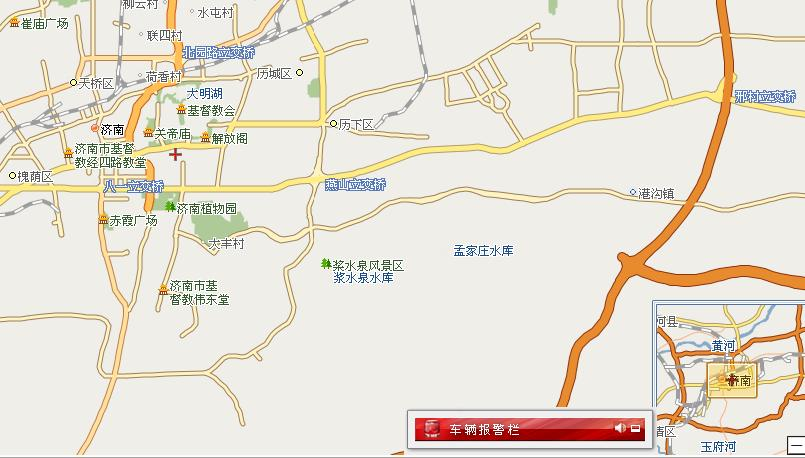 柳云村
水屯村
崔庙广场
联四村
北园路立交桥
荷香村
历城区
天桥区
大明湖
邢村立交桥
基督教会
济南
历下区
关帝庙
解放阁
济南市基督
教经四路教堂
槐荫区
八一立交桥
燕山立交桥
港沟镇
济南植物园
赤霞广场
大丰村
孟家庄水库
浆水泉风景区
浆水泉水库
济南市基
督教伟东堂
河县
黄河
济南
车辆报警栏
青区
玉府河